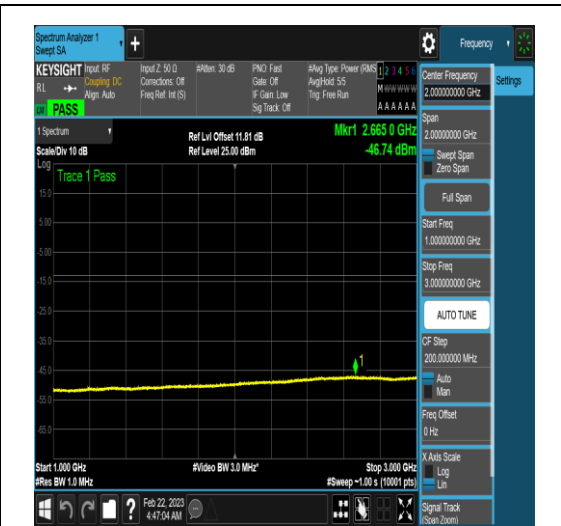 Spectrum Analyzer 1
Swept SA
+
Frequency
KEYSIGHT Input: RF
Coupling: DC
Align: Auto
RL
LXI PASS
Input Z: 50 Ω
Corrections: Off
Freq Ref: Int (S)
#Atten: 30 dB
PNO: Fast
Gate: Off
IF Gain: Low
Sig Track: Off
#Avg Type: Power (RMS
Avg|Hold: 5/5
Trig: Free Run
1 2 3 4 5 6
M W W W W W
A A A A A A
1 Spectrum
Scale/Div 10 dB
Ref Lvl Offset 11.81 dB
Ref Level 25.00 dBm
Mkr1 2.665 0 GHz
-46.74 dBm
Log
Trace 1 Pass
15.0
5.00
-5.00
-15.0
-25.0
-35.0
-45.0
-55.0
-65.0
1
Start 1.000 GHz
#Res BW 1.0 MHz
#Video BW 3.0 MHz*
Stop 3.000 GHz
#Sweep ~1.00 s (10001 pts)
Center Frequency
2.000000000 GHz
Settings
Span
2.00000000 GHz
Swept Span
Zero Span
Full Span
Start Freq
1.000000000 GHz
Stop Freq
3.000000000 GHz
AUTO TUNE
CF Step
200.000000 MHz
Auto
Man
Freq Offset
0 Hz
X Axis Scale
Log
Lin
Signal Track
(Span Zoom)
?
Feb 22, 2023
4:47:04 AM